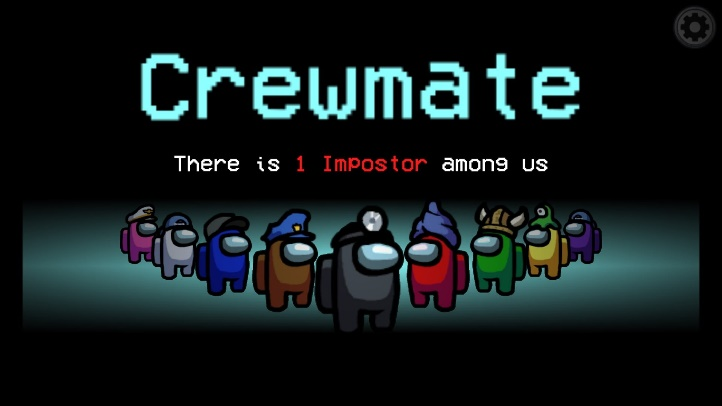 Crewmate
There is 1 Impostor among us